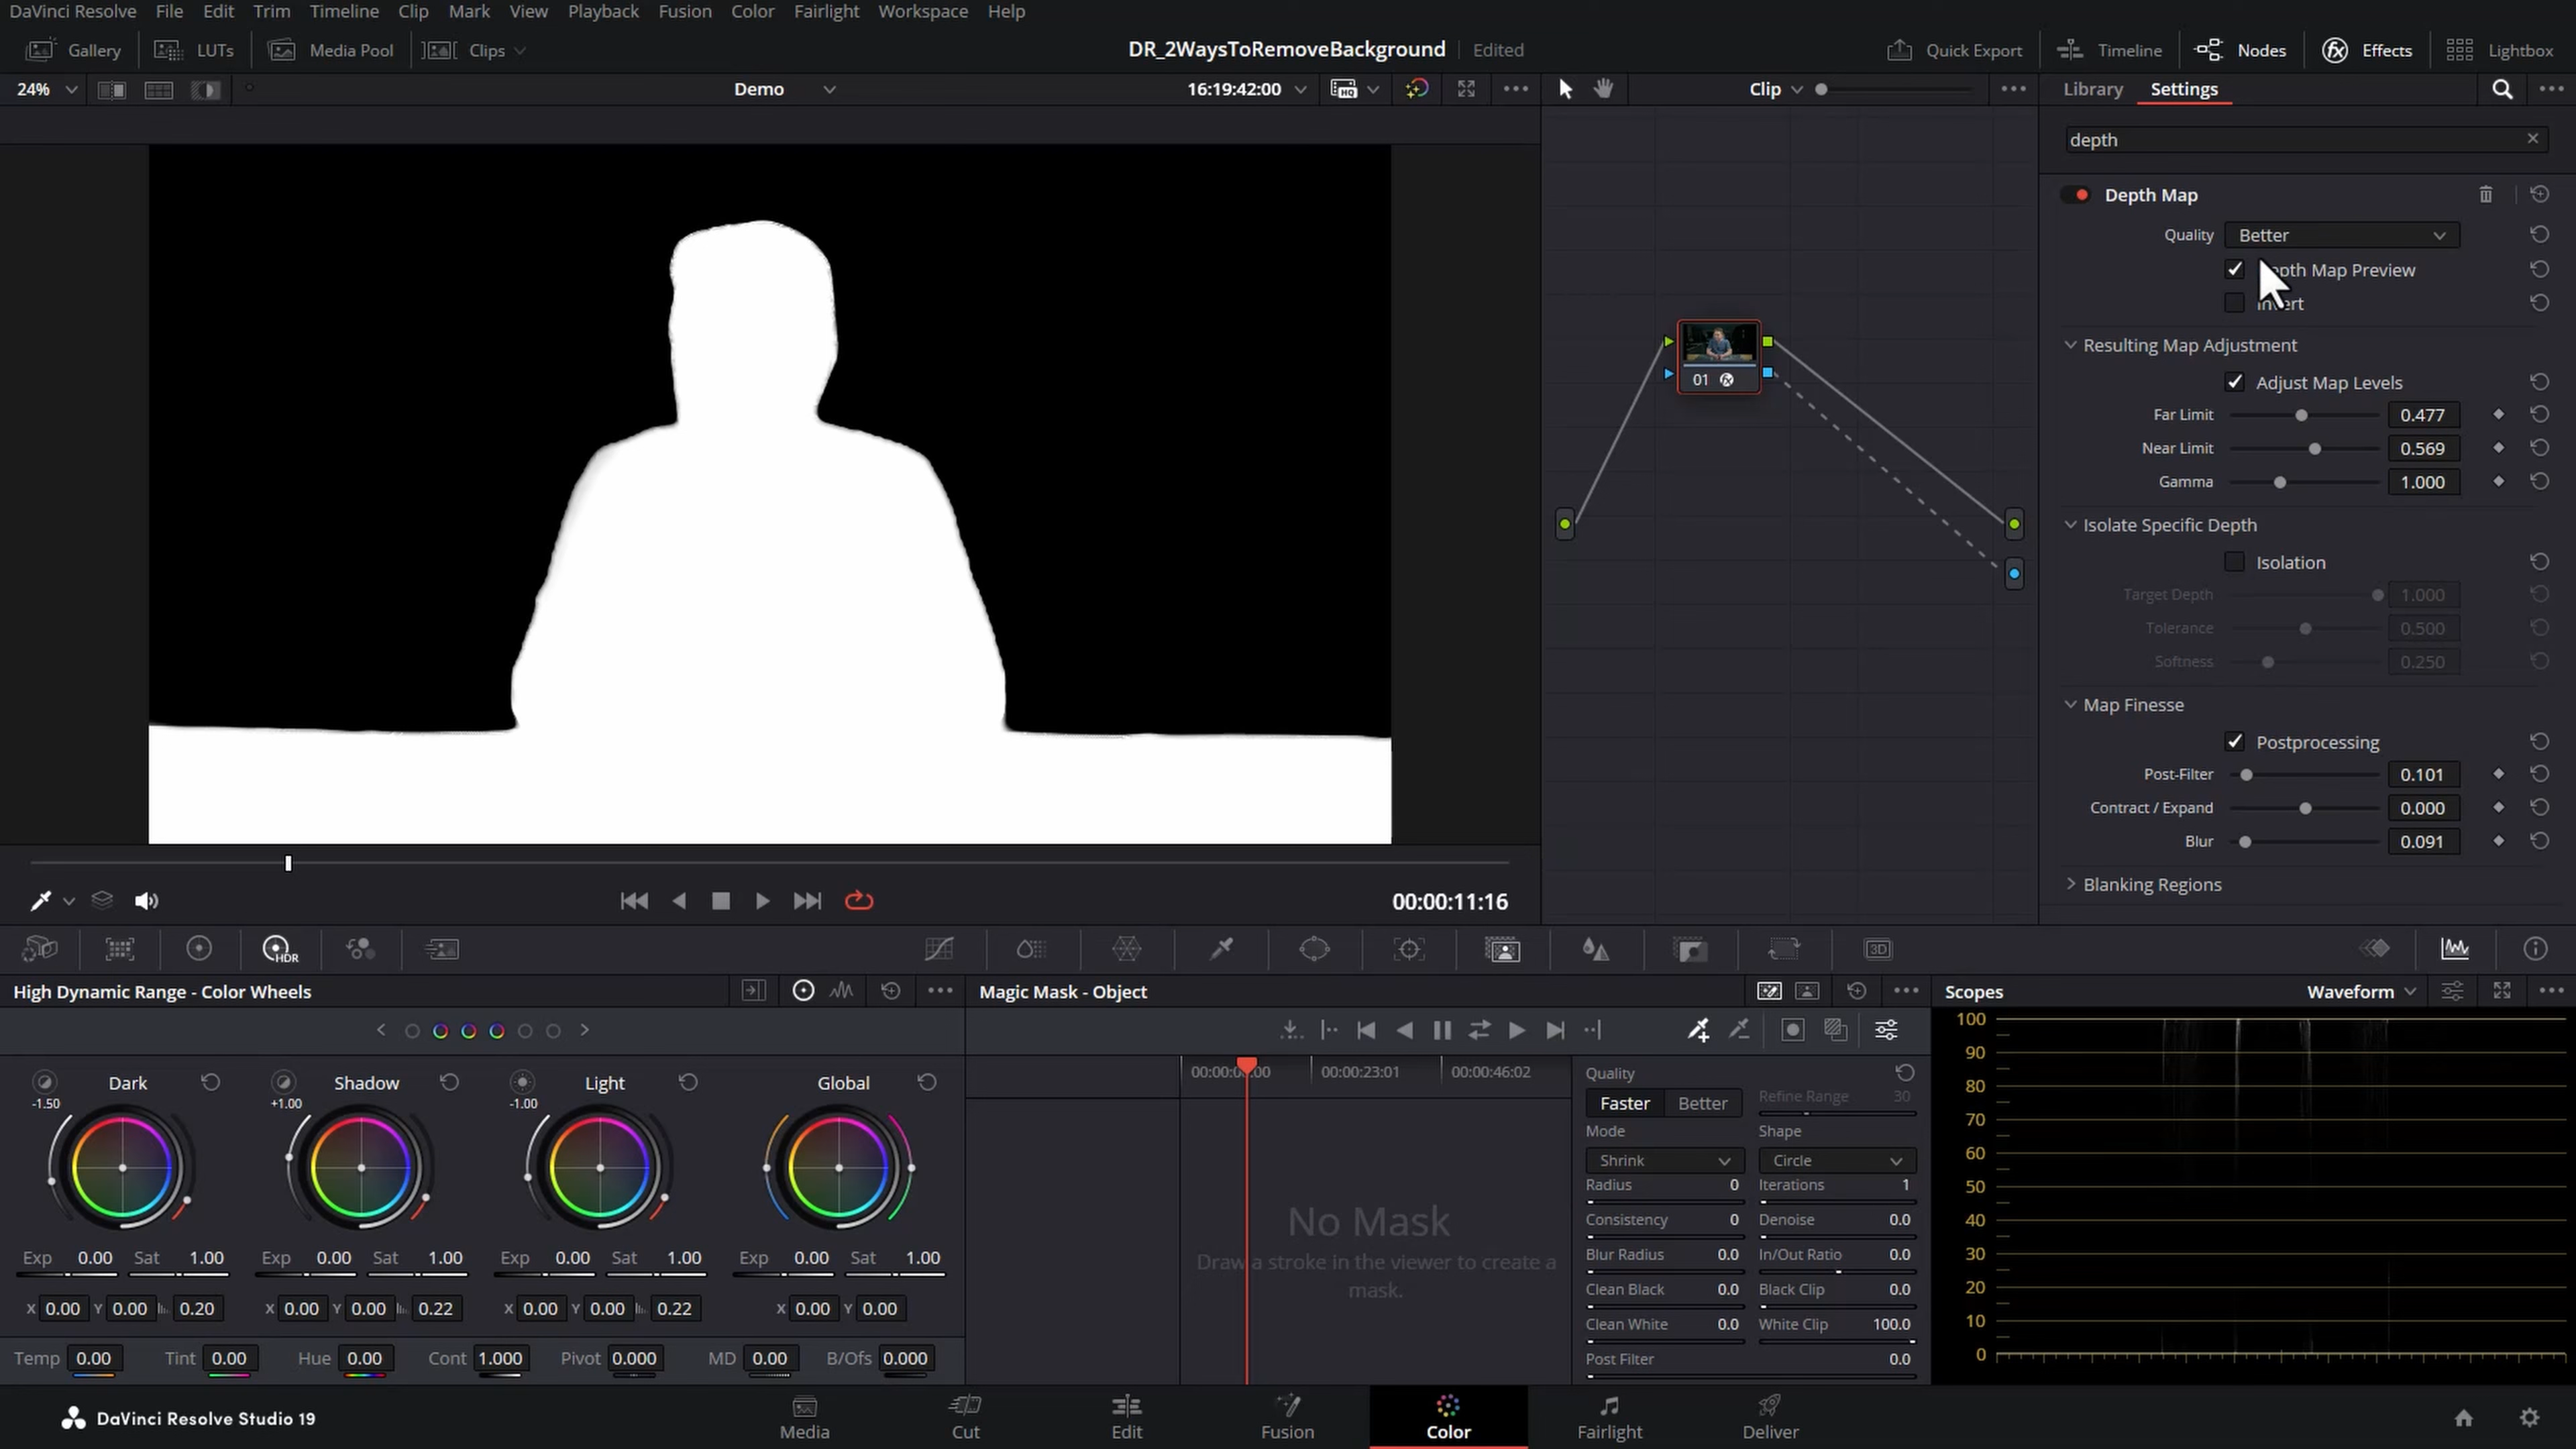 DaVinci Resolve File Edit Trim Timeline Clip Mark View Playback Fusion Color Fairlight Workspace Help
Gallery LUTs Media Pool Clips DR_2WaysToRemoveBackground Edited Quick Export Timeline Nodes Effects Lightbox
24% Demo 16:19:42:00 HQ Clip Library Settings
depth
Depth Map
Quality Better
pth Map Preview
Invert
Resulting Map Adjustment
Adjust Map Levels
Far Limit 0.477
Near Limit 0.569
Gamma 1.000
01
Isolate Specific Depth
Isolation
Target Depth 1.000
Tolerance 0.500
Softness 0.250
Map Finesse
Postprocessing
Post-Filter 0.101
Contract / Expand 0.000
Blur 0.091
Blanking Regions
00:00:11:16
HDR 3D
High Dynamic Range - Color Wheels
Dark Shadow Light Global
-1.50 +1.00 -1.00
Exp 0.00 Sat 1.00 Exp 0.00 Sat 1.00 Exp 0.00 Sat 1.00 Exp 0.00 Sat 1.00
X 0.00 Y 0.00 0.20 X 0.00 Y 0.00 0.22 X 0.00 Y 0.00 0.22 X 0.00 Y 0.00
Temp 0.00 Tint 0.00 Hue 0.00 Cont 1.000 Pivot 0.000 MD 0.00 B/Ofs 0.000
Magic Mask - Object
00:00:0 :00 00:00:23:01 00:00:46:02
No Mask
Draw a stroke in the viewer to create a
mask.
Quality
Faster Better Refine Range 30
Mode Shape
Shrink Circle
Radius 0 Iterations 1
Consistency 0 Denoise 0.0
Blur Radius 0.0 In/Out Ratio 0.0
Clean Black 0.0 Black Clip 0.0
Clean White 0.0 White Clip 100.0
Post Filter 0.0
Scopes Waveform
100
90
80
70
60
50
40
30
20
10
0
DaVinci Resolve Studio 19
Media Cut Edit Fusion Color Fairlight Deliver